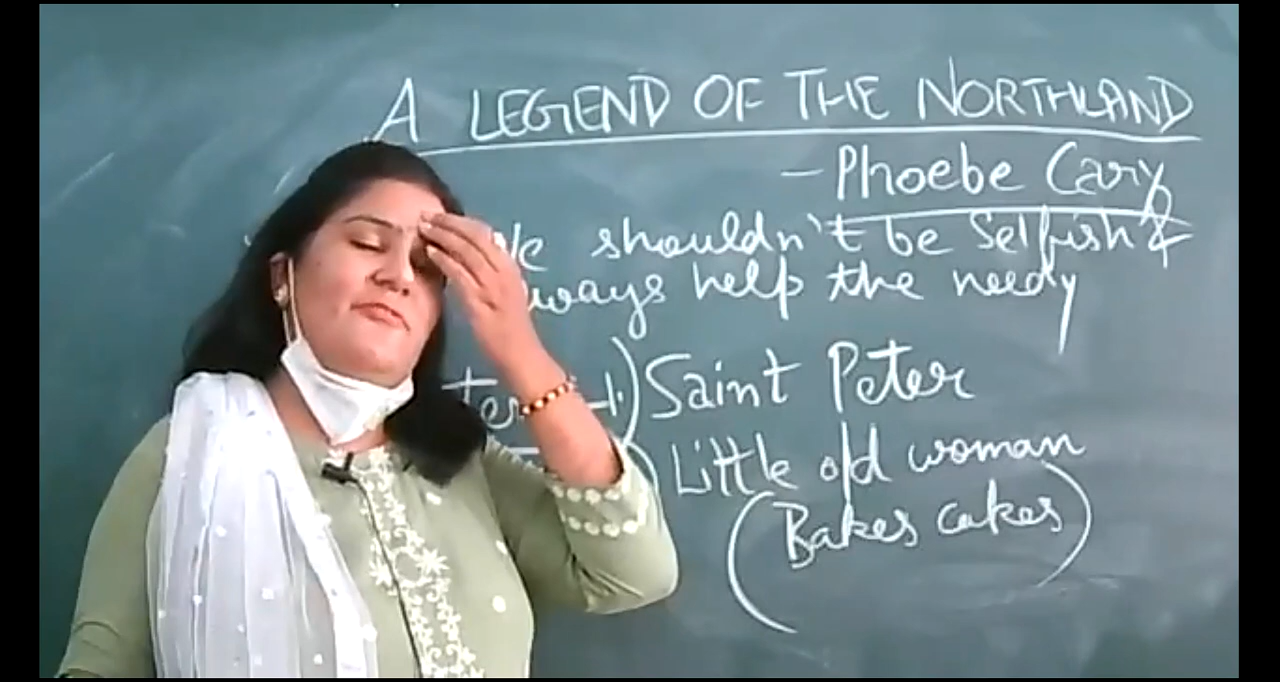 A LEGEND OF THE NORTHLAND
- Phoebe Cary
shouldn't be selfish &
help the needy
1) Saint Peter
Little old woman
(Bakes cakes)